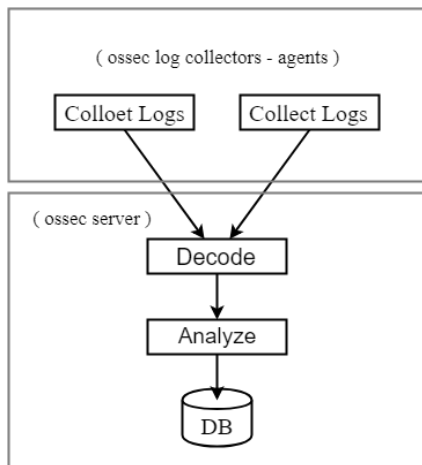 ( ossec log collectors - agents )
Colloet Logs
Collect Logs
( ossec server )
Decode
Analyze
DB